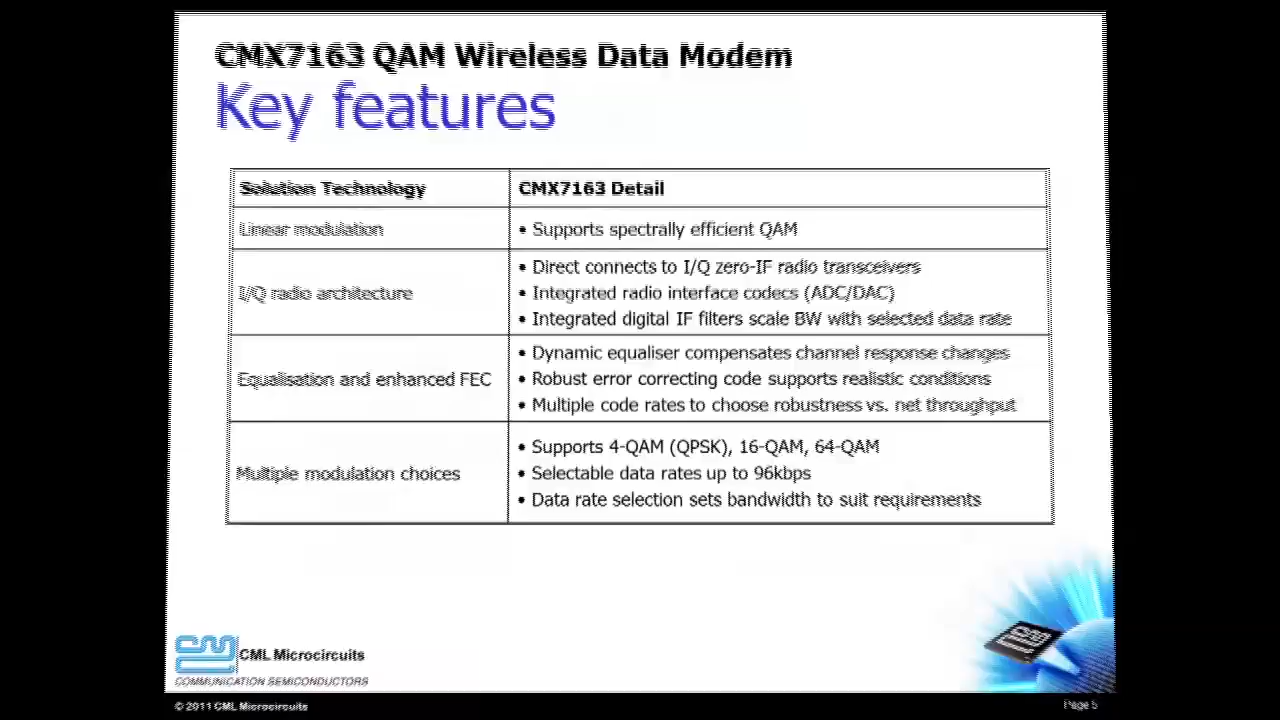 CMX7163 QAM Wireless Data Modem
Key features
Solution Technology
CMX7163 Detail
Linear modulation
• Supports spectrally efficient QAM
I/Q radio architecture
• Direct connects to I/Q zero-IF radio transceivers
• Integrated radio interface codecs (ADC/DAC)
• Integrated digital IF filters scale BW with selected data rate
Equalisation and enhanced FEC
• Dynamic equaliser compensates channel response changes
• Robust error correcting code supports realistic conditions
• Multiple code rates to choose robustness vs. net throughput
Multiple modulation choices
• Supports 4-QAM (QPSK), 16-QAM, 64-QAM
• Selectable data rates up to 96kbps
• Data rate selection sets bandwidth to suit requirements
CML Microcircuits
COMMUNICATION SEMICONDUCTORS
© 2011 CML Microcircuits
Page 5